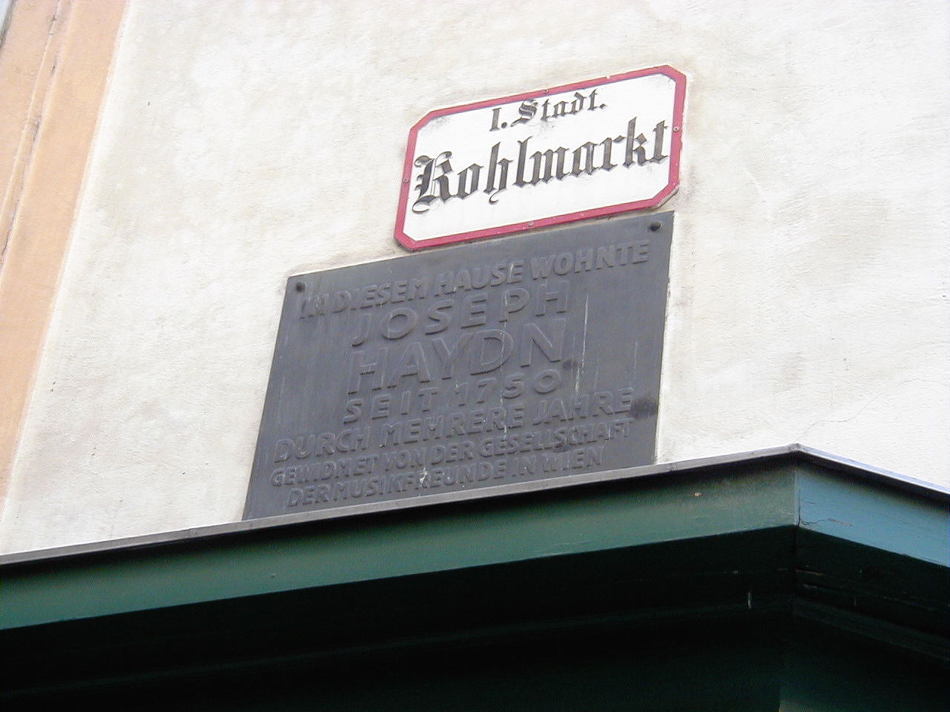 I. Stadt.
Kohlmarkt
IN DIESEM HAUSE WOHNTE
JOSEPH
HAYDN
SEIT 1750
DURCH MEHRERE JAHRE
GEWIDMET VON DER GESELLSCHAFT
DER MUSIKFREUNDE IN WIEN